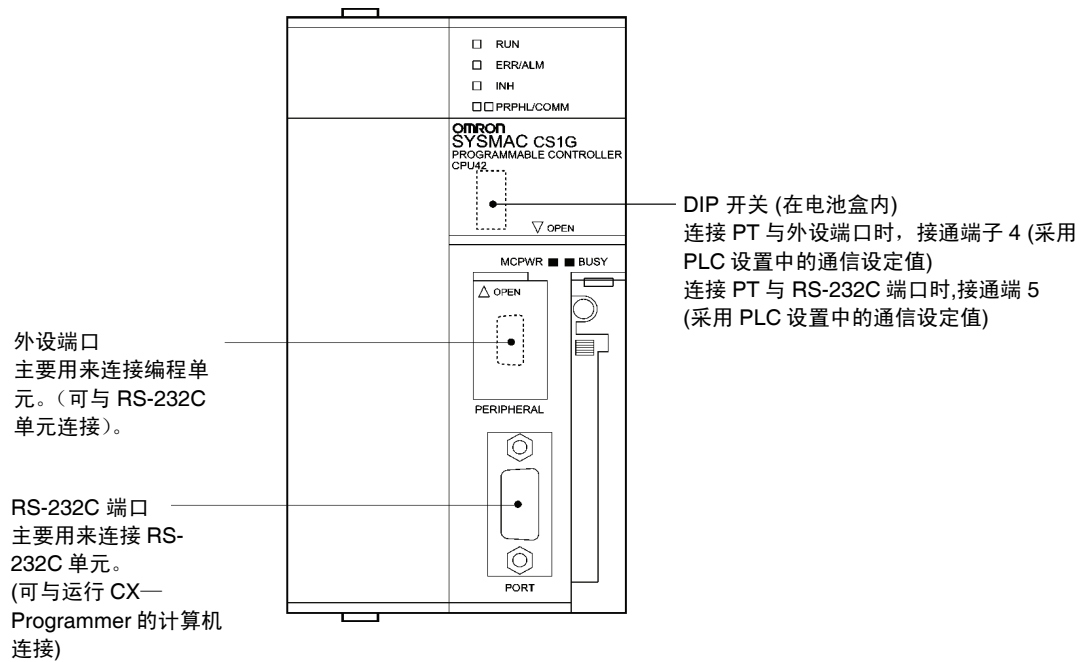 RUN
ERR/ALM
INH
PRPHL/COMM
OMRON
SYSMAC CS1G
PROGRAMMABLE CONTROLLER
CPU42
OPEN
MCPWR
BUSY
OPEN
PERIPHERAL
PORT
DIP 开关 (在电池盒内)
连接 PT 与外设端口时，接通端子 4 (采用
PLC 设置中的通信设定值)
连接 PT 与 RS-232C 端口时,接通端 5
(采用 PLC 设置中的通信设定值)
外设端口
主要用来连接编程单
元。（可与 RS-232C
单元连接）。
RS-232C 端口
主要用来连接 RS-
232C 单元。
(可与运行 CX—
Programmer 的计算机
连接)